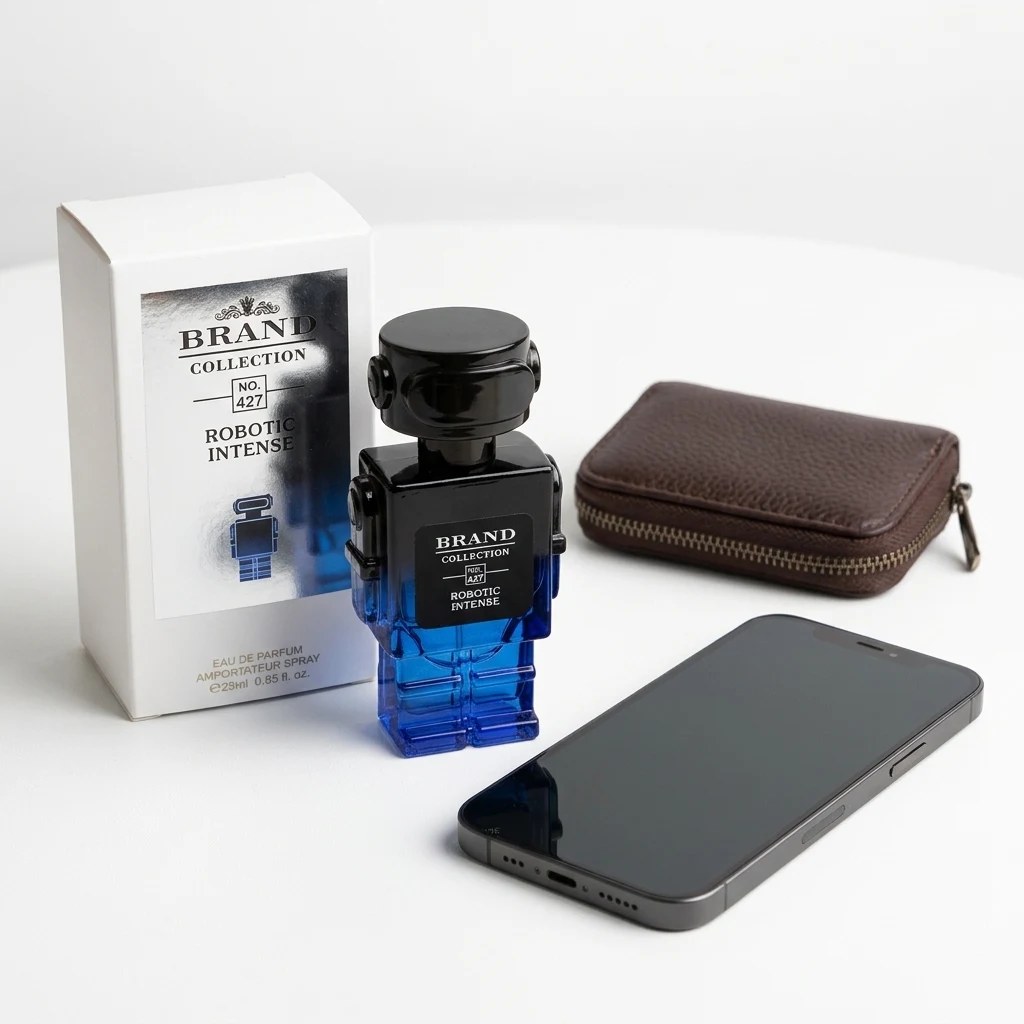 BRAND
COLLECTION
NO.
427
ROBOTIC
INTENSE
EAU DE PARFUM
AMPORTATEUR SPRAY
℮25ml 0.85 fl. oz.
BRAND
COLLECTION
427
ROBOTIC
INTENSE